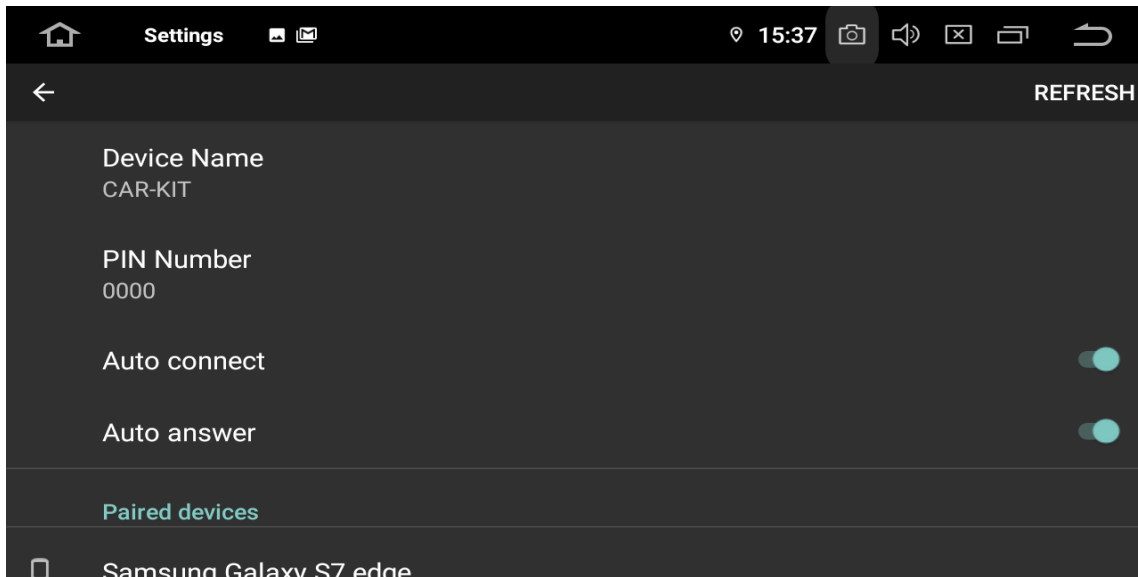 Settings 15:37
REFRESH
Device Name
CAR-KIT
PIN Number
0000
Auto connect
Auto answer
Paired devices
Samsung Galaxy S7 edge